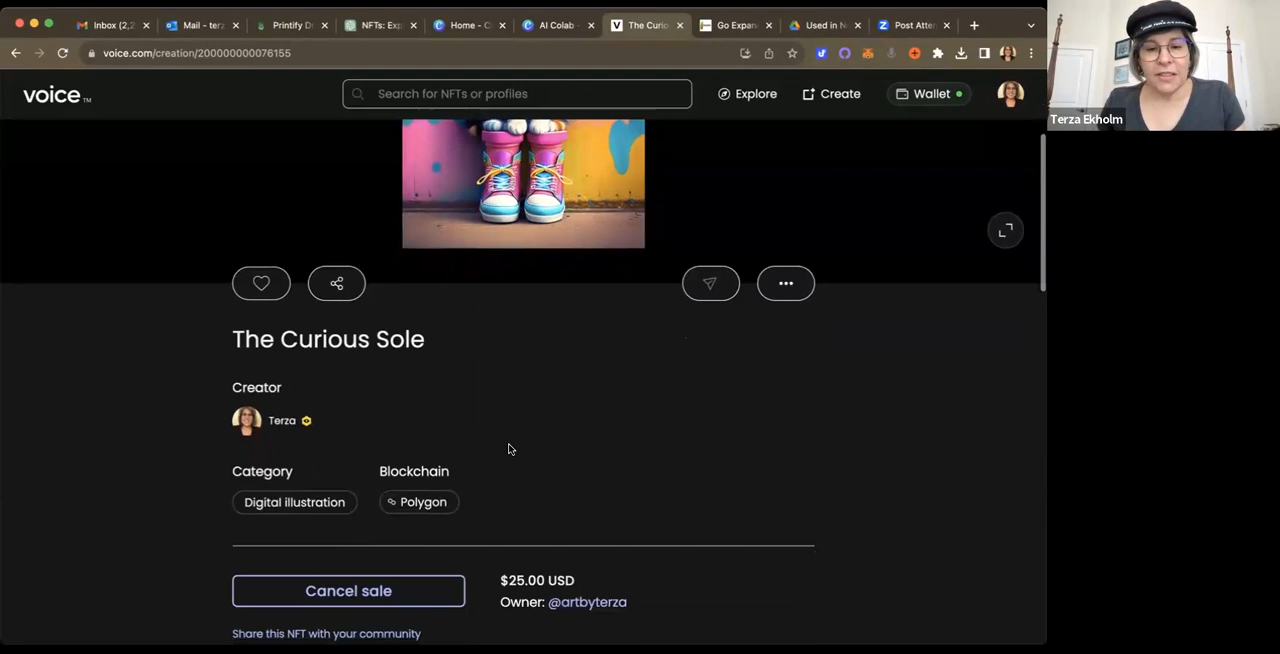 Inbox (2,
Mail - terz
Printify Dr
NFTs: Exp
Home - C
AI Colab -
The Curio
Go Expan
Used in N
Post Atter
voice.com/creation/200000000076155
voice™
Search for NFTs or profiles
Explore
Create
Wallet
Terza Ekholm
The Curious Sole
Creator
Terza
Category
Blockchain
Digital illustration
Polygon
Cancel sale
$25.00 USD
Owner: @artbyterza
Share this NFT with your community